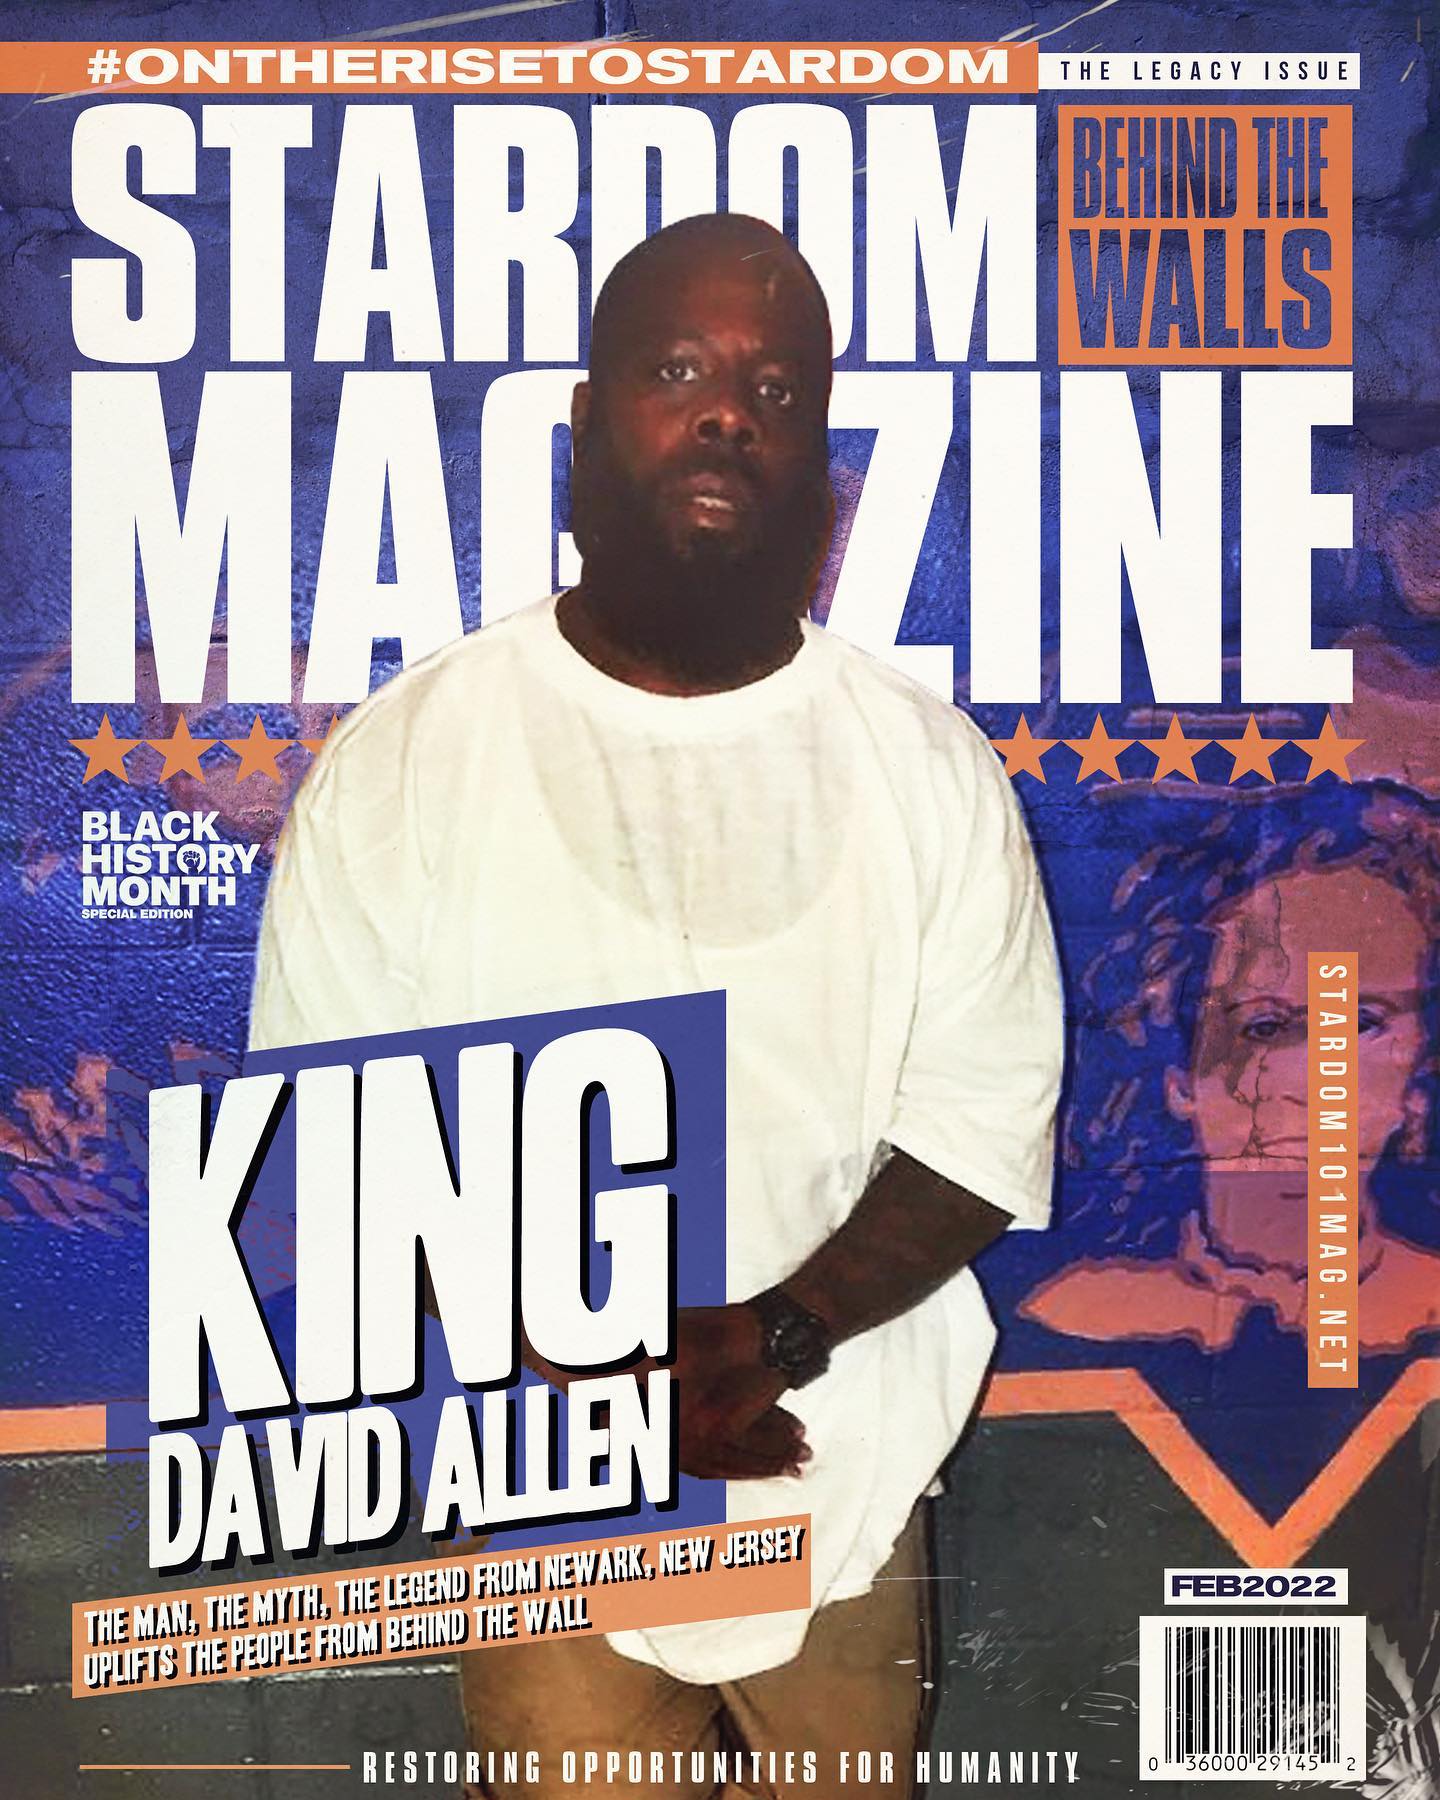 #ONTHERISETOSTARDOM
THE LEGACY ISSUE
STARDOM
BEHIND THE
WALLS
MAGAZINE
BLACK
HISTORY
MONTH
SPECIAL EDITION
STARDOM101MAG.NET
KING
DAVID ALLEN
THE MAN, THE MYTH, THE LEGEND FROM NEWARK, NEW JERSEY
UPLIFTS THE PEOPLE FROM BEHIND THE WALL
FEB2022
0 36000 29145 2
RESTORING OPPORTUNITIES FOR HUMANITY